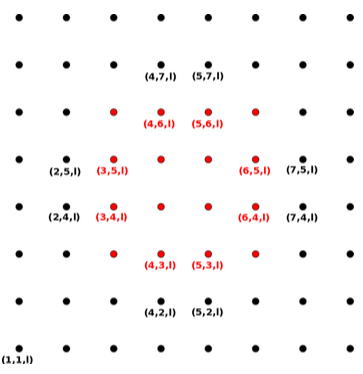 (4,7,l) (5,7,l)
(4,6,l) (5,6,l)
(2,5,l) (3,5,l) (6,5,l) (7,5,l)
(2,4,l) (3,4,l) (6,4,l) (7,4,l)
(4,3,l) (5,3,l)
(4,2,l) (5,2,l)
(1,1,l)